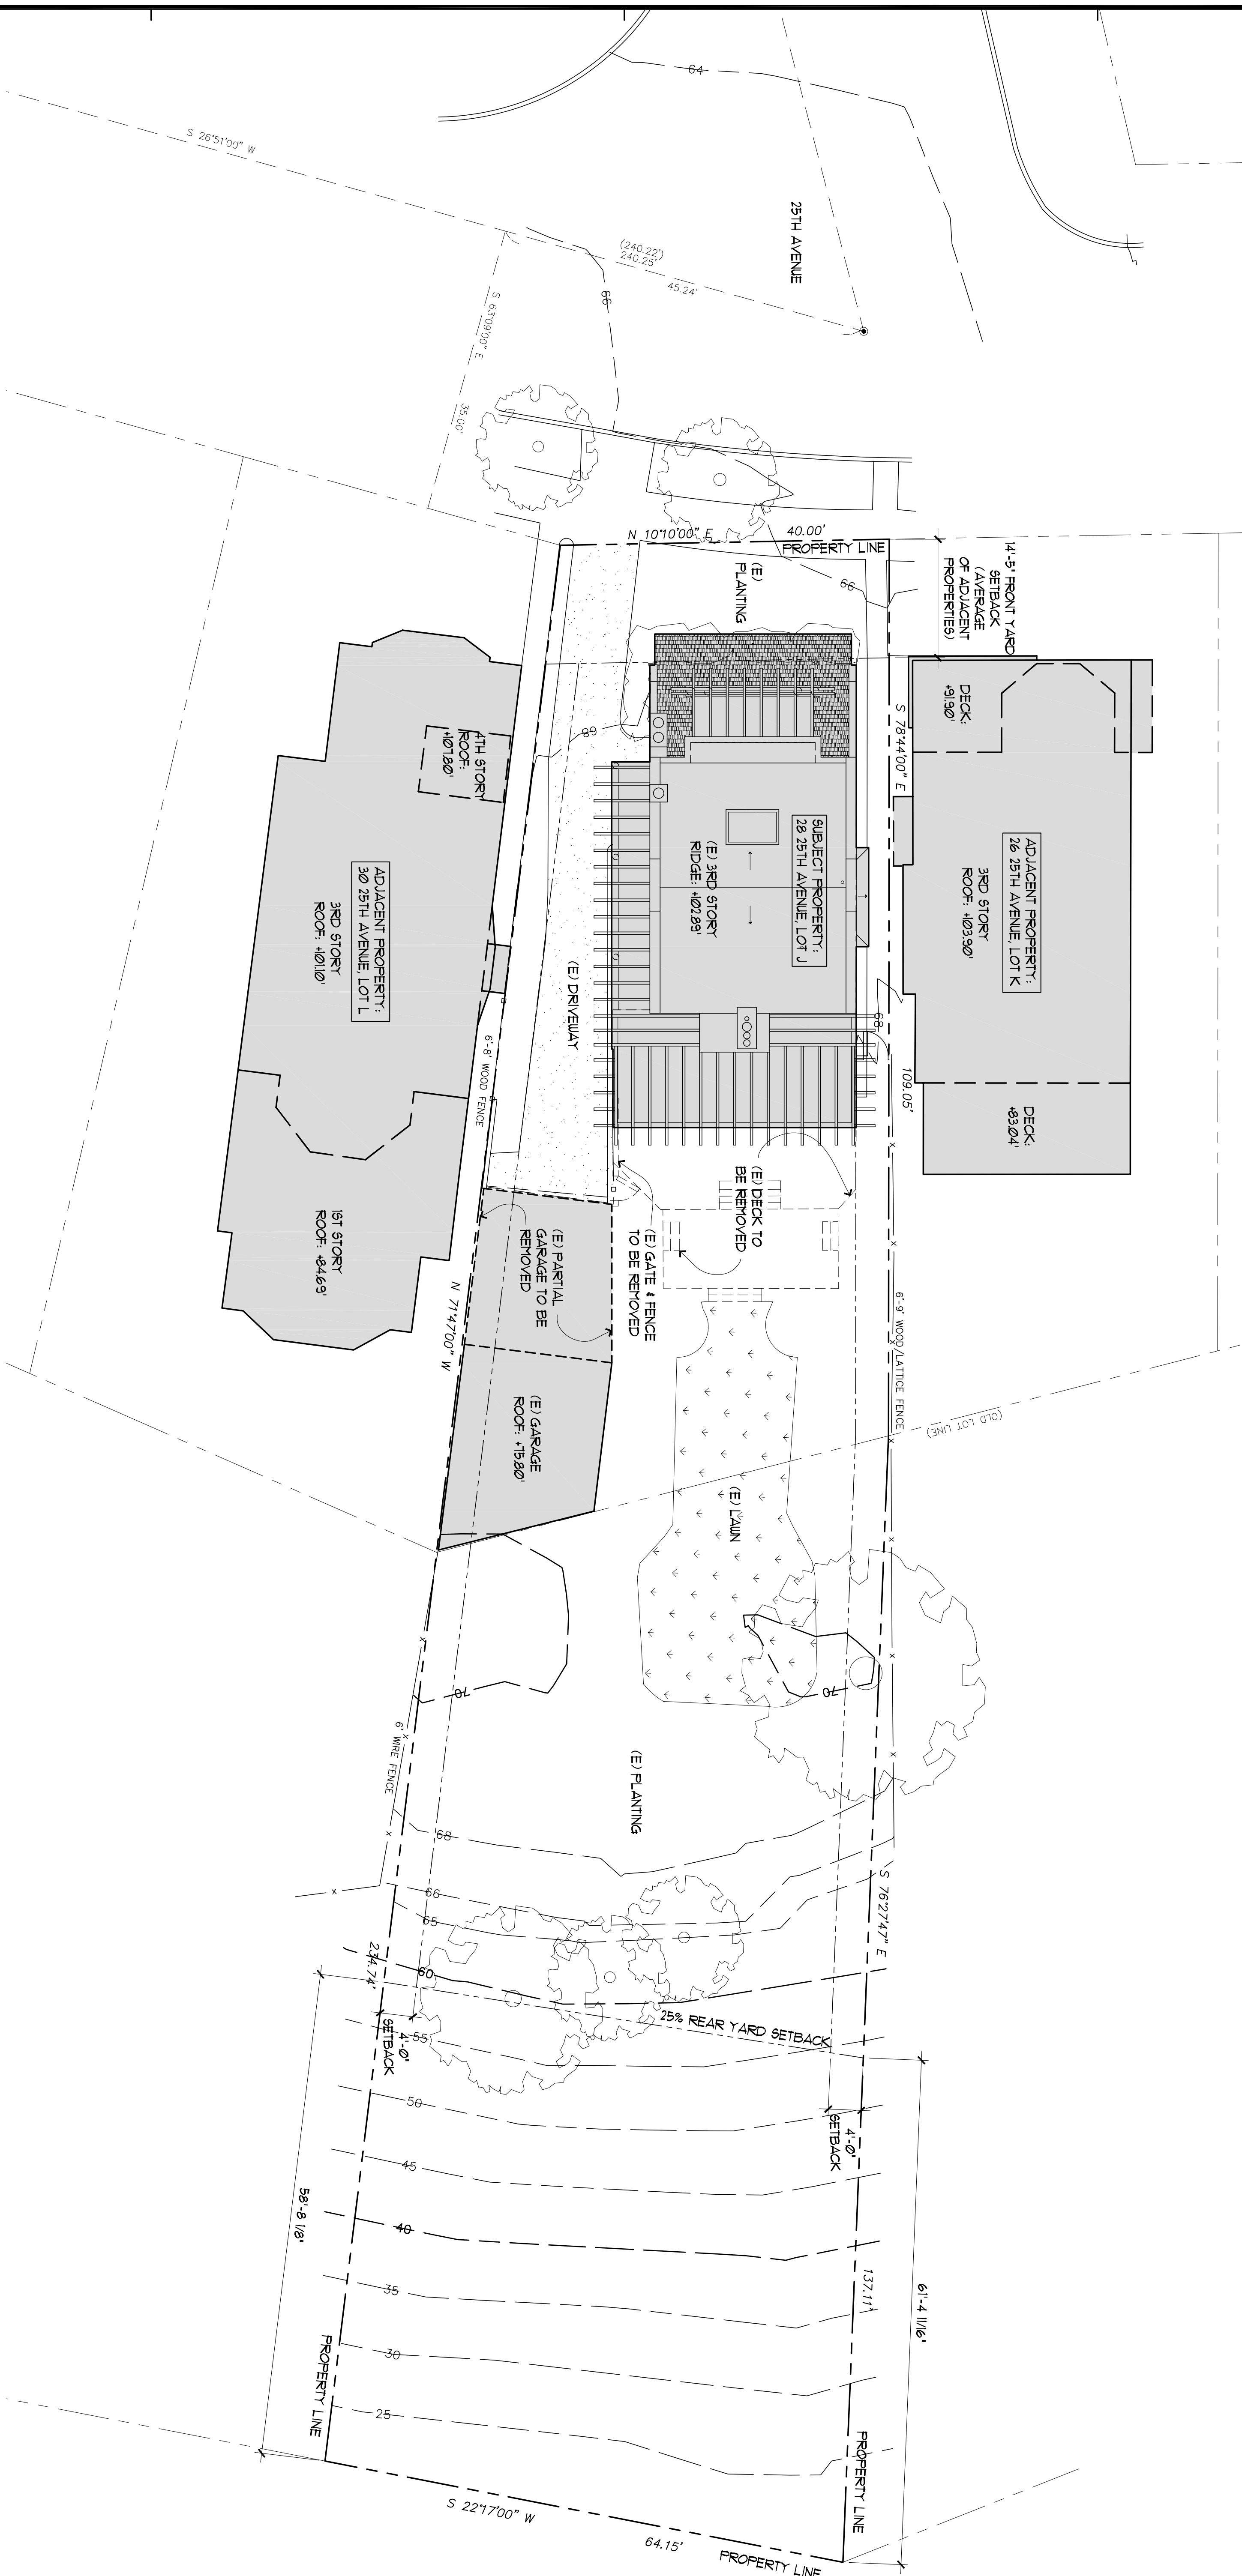 64
S 26°51'00" W
25TH AVENUE
(240.22')
240.25'
45.24'
66
S 63°09'00" E
35.00'
N 10°10'00" E
40.00'
PROPERTY LINE
14'-5" FRONT YARD
SETBACK
(AVERAGE
OF ADJACENT
PROPERTIES)
(E)
PLANTING
66
DECK:
+91.90'
S 78°44'00" E
4TH STORY
ROOF:
+107.80'
68
SUBJECT PROPERTY:
28 25TH AVENUE, LOT J
(E) 3RD STORY
RIDGE: +102.89'
ADJACENT PROPERTY:
26 25TH AVENUE, LOT K
3RD STORY
ROOF: +103.90'
ADJACENT PROPERTY:
30 25TH AVENUE, LOT L
3RD STORY
ROOF: +101.10'
(E) DRIVEWAY
68
109.05'
6'-8' WOOD FENCE
DECK:
+83.04'
(E) DECK TO
BE REMOVED
(E) GATE & FENCE
TO BE REMOVED
(E) PARTIAL
GARAGE TO BE
REMOVED
1ST STORY
ROOF: +84.69'
N 71°47'00" W
6'-9' WOOD/LATTICE FENCE
(E) GARAGE
ROOF: +75.80'
(OLD LOT LINE)
(E) LAWN
70
70
6' WIRE FENCE
(E) PLANTING
68
66
65
S 76°27'47" E
234.74'
60
25% REAR YARD SETBACK
4'-0"
SETBACK
55
50
4'-0"
SETBACK
45
58'-8 1/8"
40
137.11'
61'-4 11/16"
35
30
PROPERTY LINE
25
PROPERTY LINE
S 22°17'00" W
64.15'
PROPERTY LINE